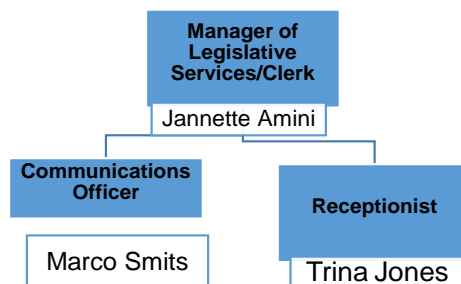 Manager of
Legislative
Services/Clerk
Jannette Amini
Communications
Officer
Marco Smits
Receptionist
Trina Jones